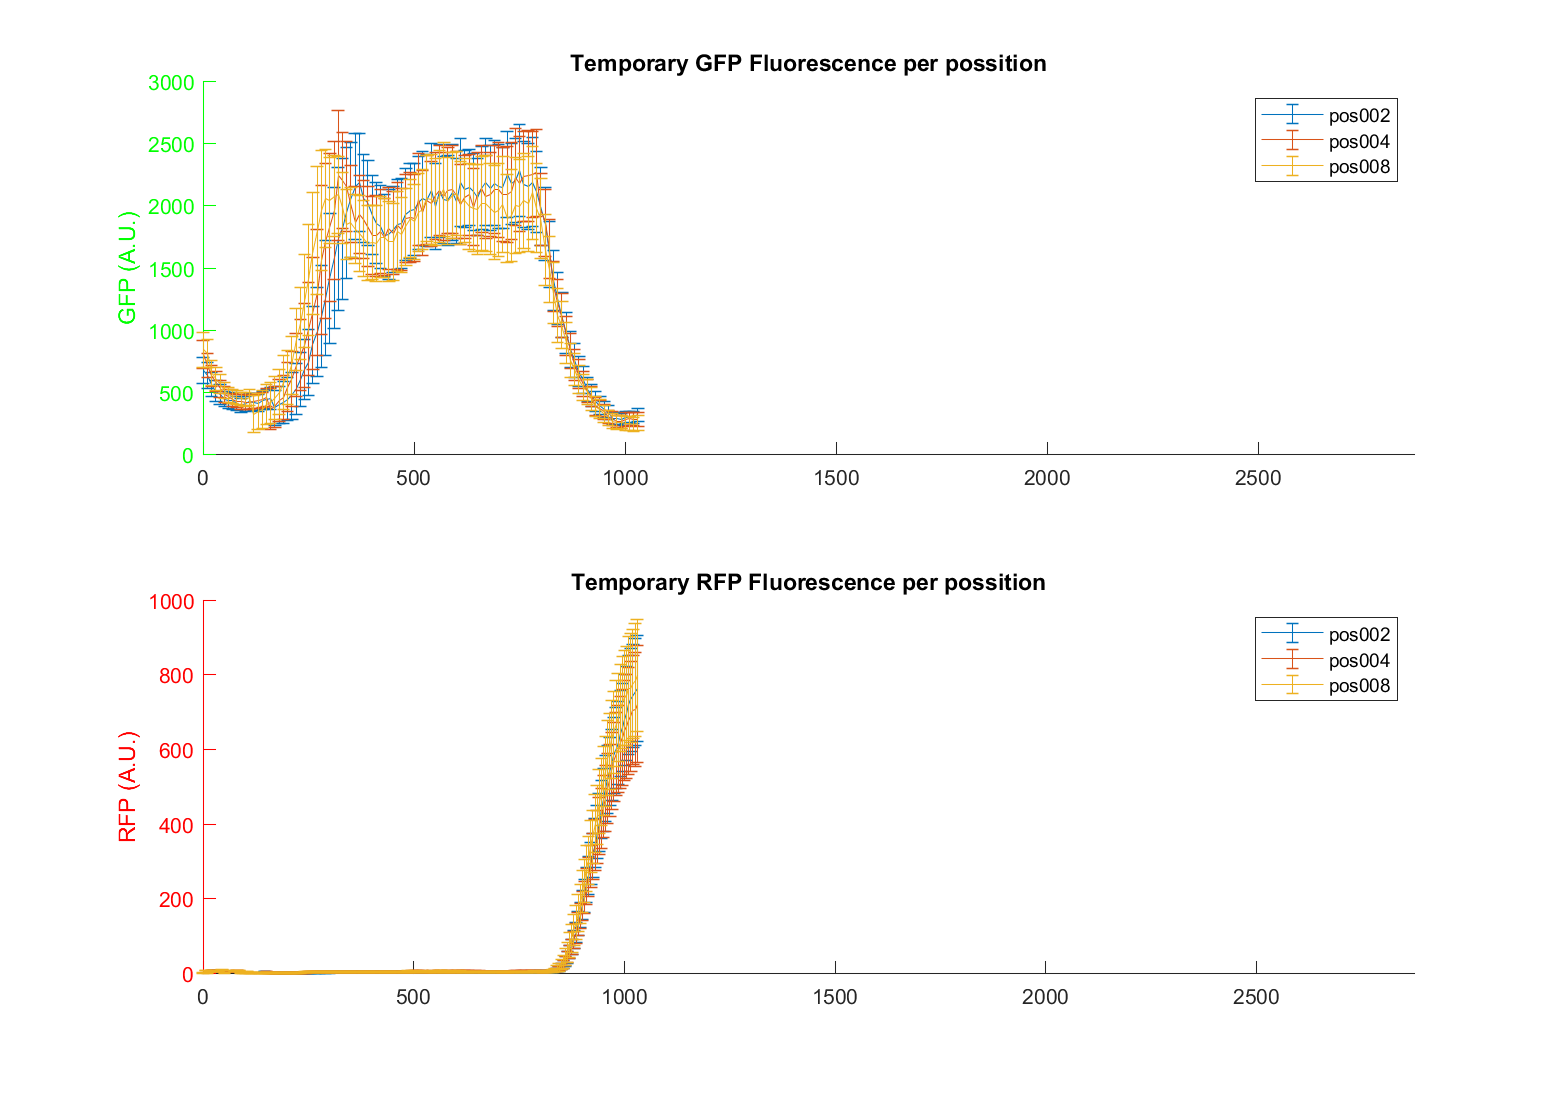 Temporary GFP Fluorescence per possition
3000
2500
2000
1500
1000
500
0
GFP (A.U.)
0 500 1000 1500 2000 2500
pos002
pos004
pos008
Temporary RFP Fluorescence per possition
1000
800
600
400
200
0
RFP (A.U.)
0 500 1000 1500 2000 2500
pos002
pos004
pos008